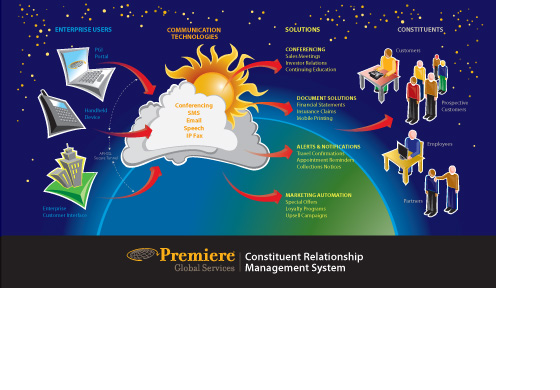 ENTERPRISE USERS
PGi
Portal
Handheld
Device
Enterprise
Customer Interface
COMMUNICATION
TECHNOLOGIES
Conferencing
SMS
Email
Speech
IP Fax
SOLUTIONS
CONFERENCING
Sales Meetings
Investor Relations
Continuing Education
DOCUMENT SOLUTIONS
Financial Statements
Insurance Claims
Mobile Printing
ALERTS & NOTIFICATIONS
Travel Confirmations
Appointment Reminders
Collections Notices
MARKETING AUTOMATION
Special Offers
Loyalty Programs
Upsell Campaigns
CONSTITUENTS
Customers
Prospective
Customers
Employees
Partners
Premiere
Global Services
Constituent Relationship
Management System